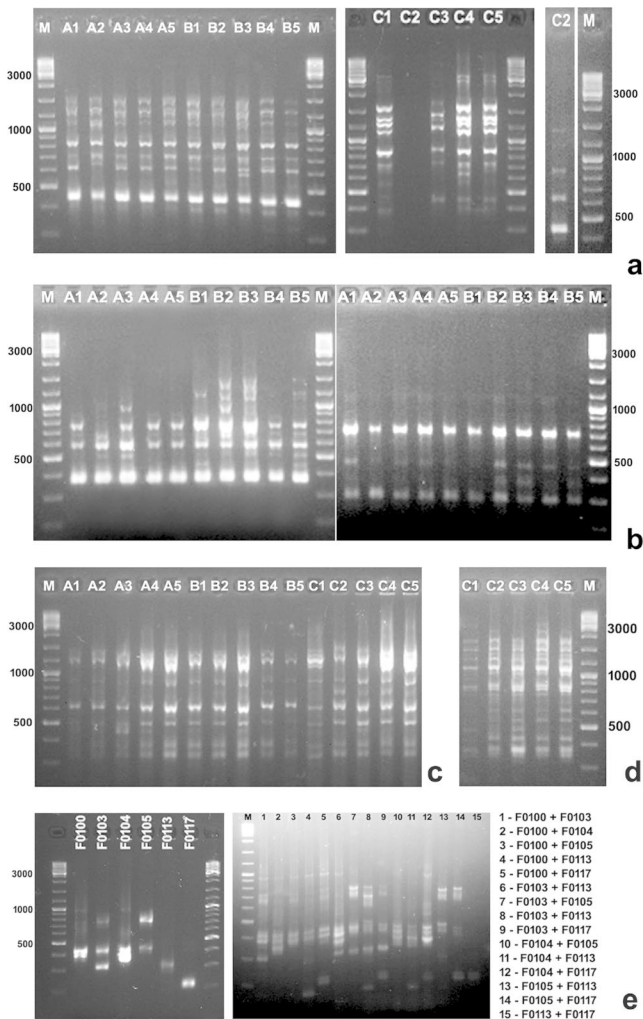 M A1 A2 A3 A4 A5 B1 B2 B3 B4 B5 M
3000
1000
500
C1 C2 C3 C4 C5
C2 M
3000
1000
500
a
M A1 A2 A3 A4 A5 B1 B2 B3 B4 B5 M
3000
1000
500
A1 A2 A3 A4 A5 B1 B2 B3 B4 B5 M
3000
1000
500
b
M A1 A2 A3 A4 A5 B1 B2 B3 B4 B5 C1 C2 C3 C4 C5
3000
1000
500
c
C1 C2 C3 C4 C5 M
3000
1000
500
d
F0100 F0103 F0104 F0105 F0113 F0117
3000
1000
500
M 1 2 3 4 5 6 7 8 9 10 11 12 13 14 15
1 - F0100 + F0103
2 - F0100 + F0104
3 - F0100 + F0105
4 - F0100 + F0113
5 - F0100 + F0117
6 - F0103 + F0113
7 - F0103 + F0105
8 - F0103 + F0113
9 - F0103 + F0117
10 - F0104 + F0105
11 - F0104 + F0113
12 - F0104 + F0117
13 - F0105 + F0113
14 - F0105 + F0117
15 - F0113 + F0117
e